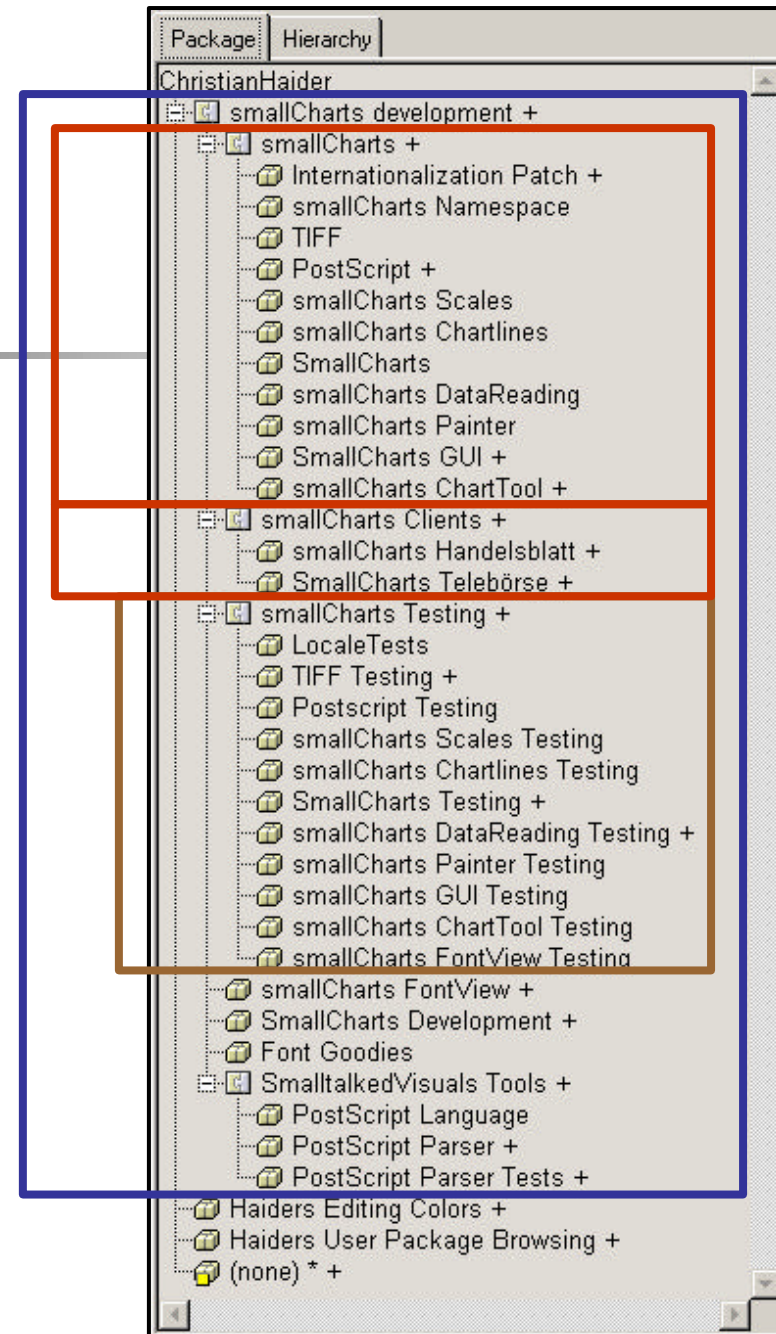 Package Hierarchy
ChristianHaider
smallCharts development +
smallCharts +
Internationalization Patch +
smallCharts Namespace
TIFF
PostScript +
smallCharts Scales
smallCharts Chartlines
SmallCharts
smallCharts DataReading
smallCharts Painter
SmallCharts GUI +
smallCharts ChartTool +
smallCharts Clients +
smallCharts Handelsblatt +
SmallCharts Telebörse +
smallCharts Testing +
LocaleTests
TIFF Testing +
Postscript Testing
smallCharts Scales Testing
smallCharts Chartlines Testing
SmallCharts Testing +
smallCharts DataReading Testing +
smallCharts Painter Testing
smallCharts GUI Testing
smallCharts ChartTool Testing
smallCharts FontView Testing
smallCharts FontView +
SmallCharts Development +
Font Goodies
SmalltalkedVisuals Tools +
PostScript Language
PostScript Parser +
PostScript Parser Tests +
Haiders Editing Colors +
Haiders User Package Browsing +
(none) * +